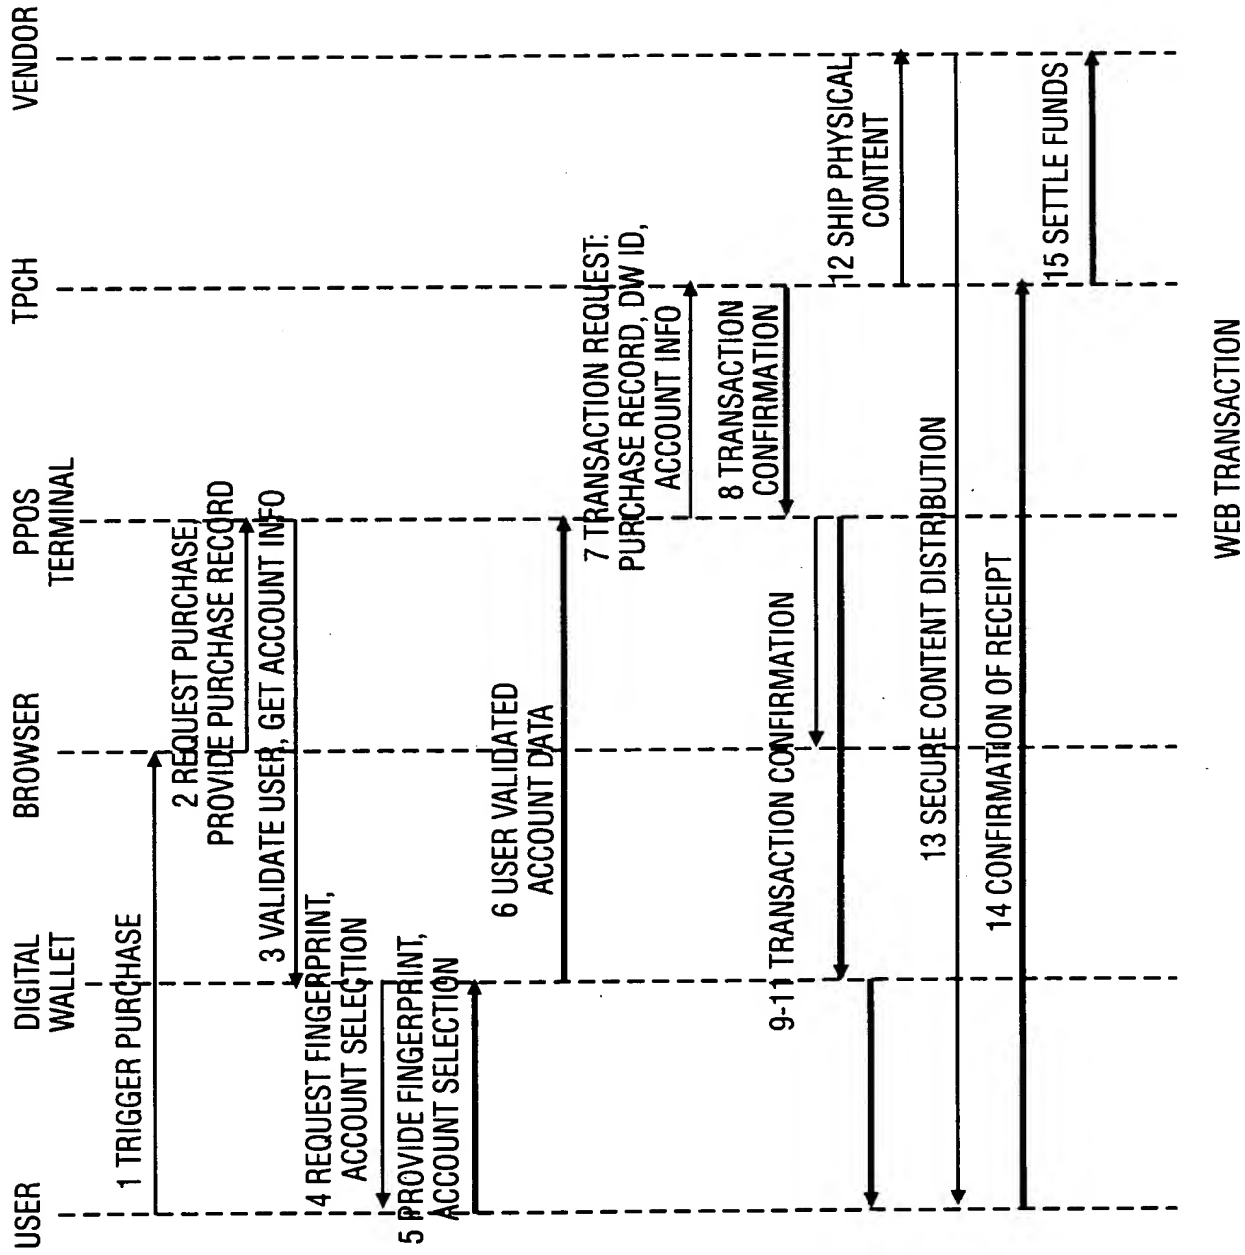 USER
DIGITAL
WALLET
BROWSER
PPOS
TERMINAL
TPCH
VENDOR
1 TRIGGER PURCHASE
2 REQUEST PURCHASE,
PROVIDE PURCHASE RECORD
3 VALIDATE USER, GET ACCOUNT INFO
4 REQUEST FINGERPRINT,
ACCOUNT SELECTION
5 PROVIDE FINGERPRINT,
ACCOUNT SELECTION
6 USER VALIDATED
ACCOUNT DATA
7 TRANSACTION REQUEST:
PURCHASE RECORD, DW ID,
ACCOUNT INFO
8 TRANSACTION
CONFIRMATION
9-11 TRANSACTION CONFIRMATION
12 SHIP PHYSICAL
CONTENT
13 SECURE CONTENT DISTRIBUTION
14 CONFIRMATION OF RECEIPT
15 SETTLE FUNDS
WEB TRANSACTION